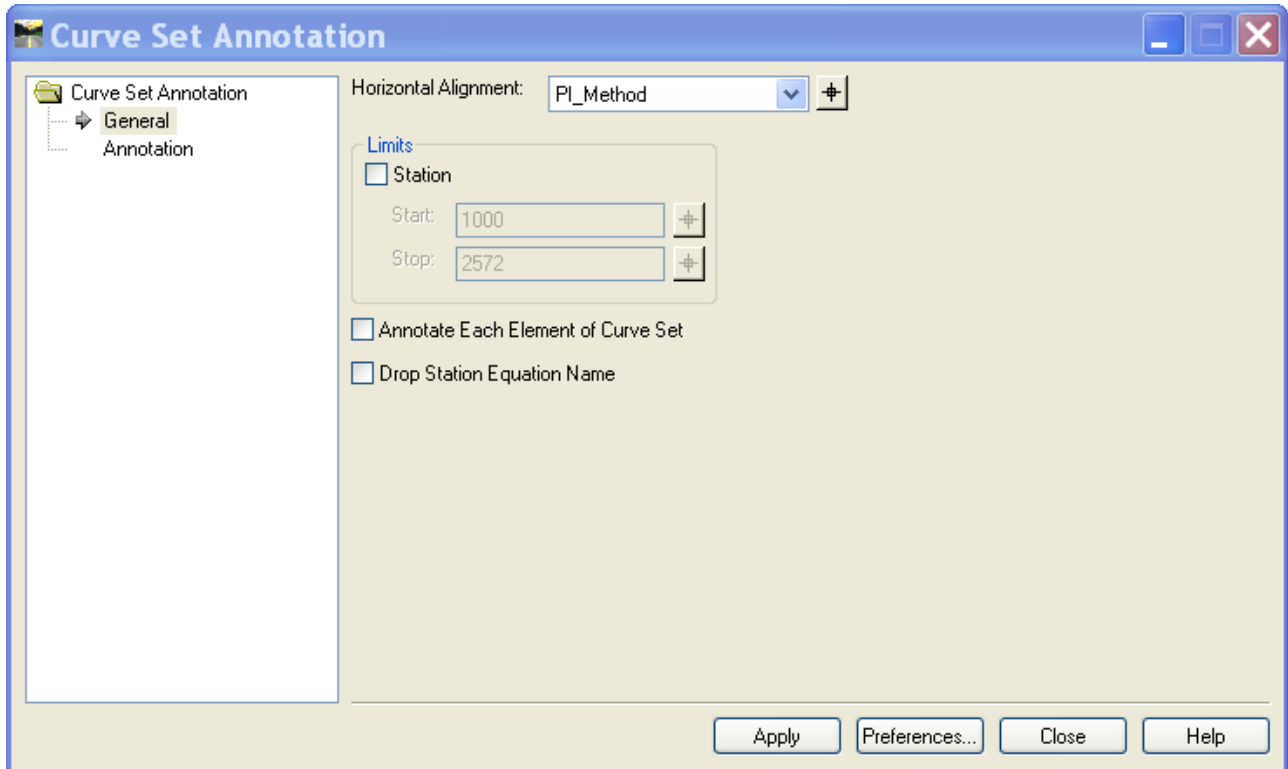 Curve Set Annotation
Curve Set Annotation
General
Annotation
Horizontal Alignment: PI_Method
Limits
Station
Start: 1000
Stop: 2572
Annotate Each Element of Curve Set
Drop Station Equation Name
Apply Preferences... Close Help